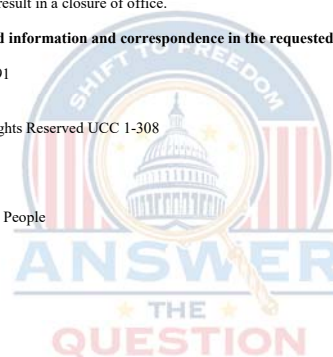 result in a closure of office.
d information and correspondence in the requested
91
ghts Reserved UCC 1-308
People
SHIFT TO FREEDOM
ANSWER
THE
QUESTION